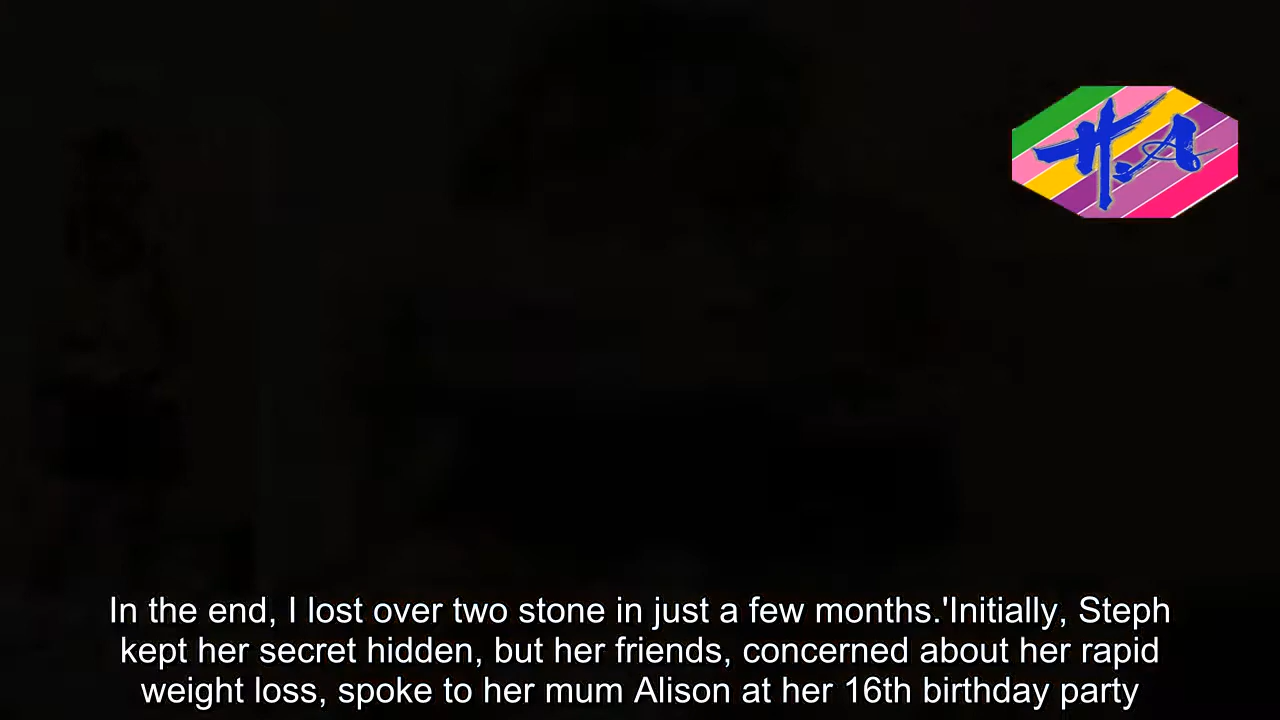 H.A
In the end, I lost over two stone in just a few months.'Initially, Steph
kept her secret hidden, but her friends, concerned about her rapid
weight loss, spoke to her mum Alison at her 16th birthday party